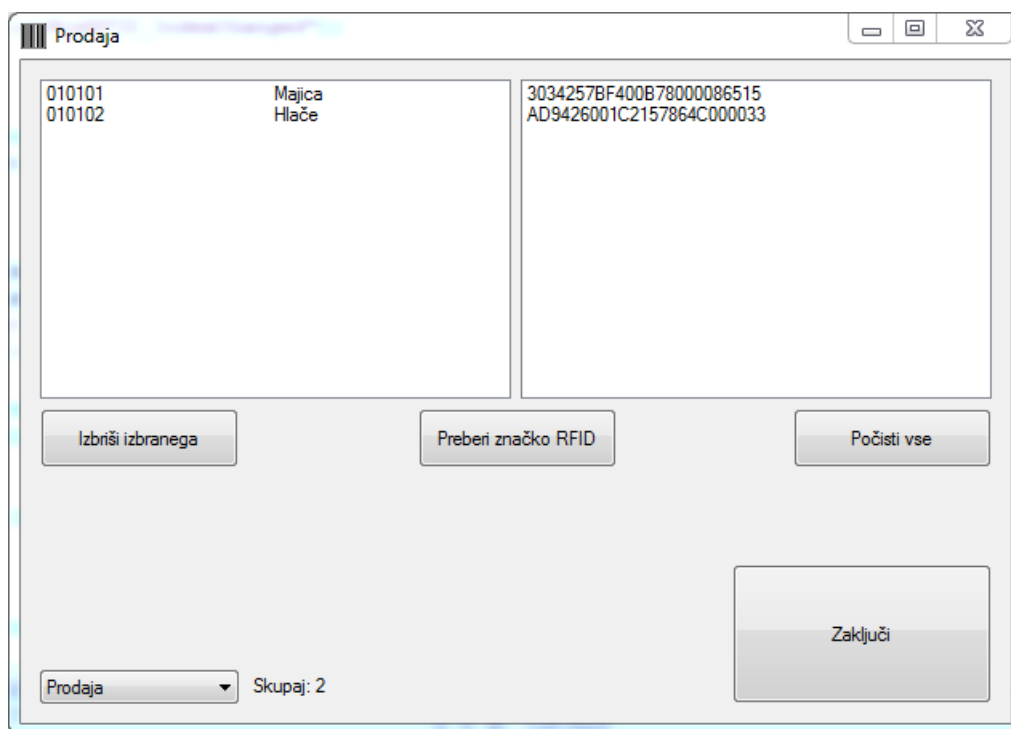 Prodaja
010101 Majica 3034257BF400B78000086515
010102 Hlače AD9426001C2157864C000033
Izbriši izbranega Preberi značko RFID Počisti vse
Zaključi
Prodaja Skupaj: 2